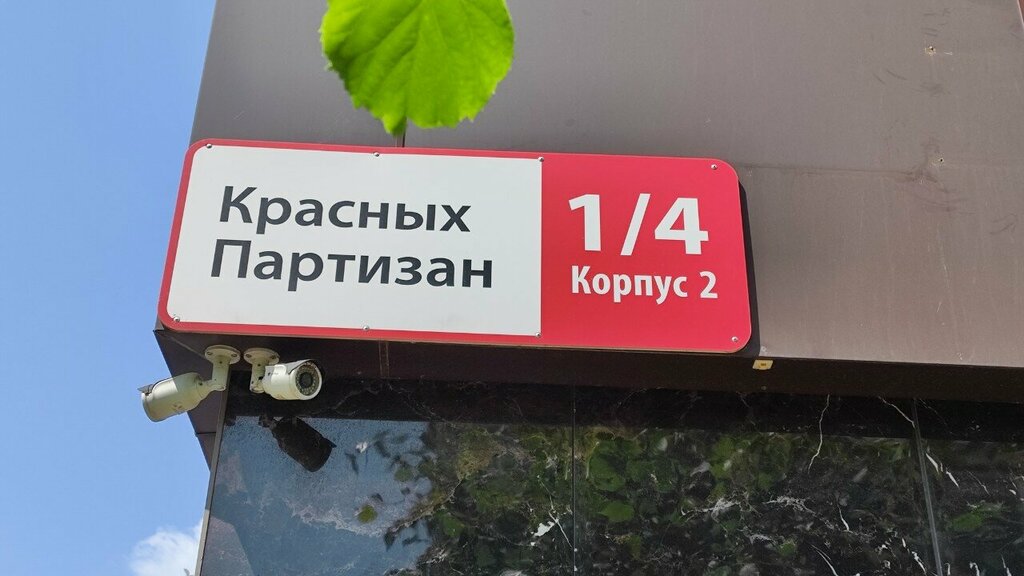 Красных
Партизан
1/4
Корпус 2